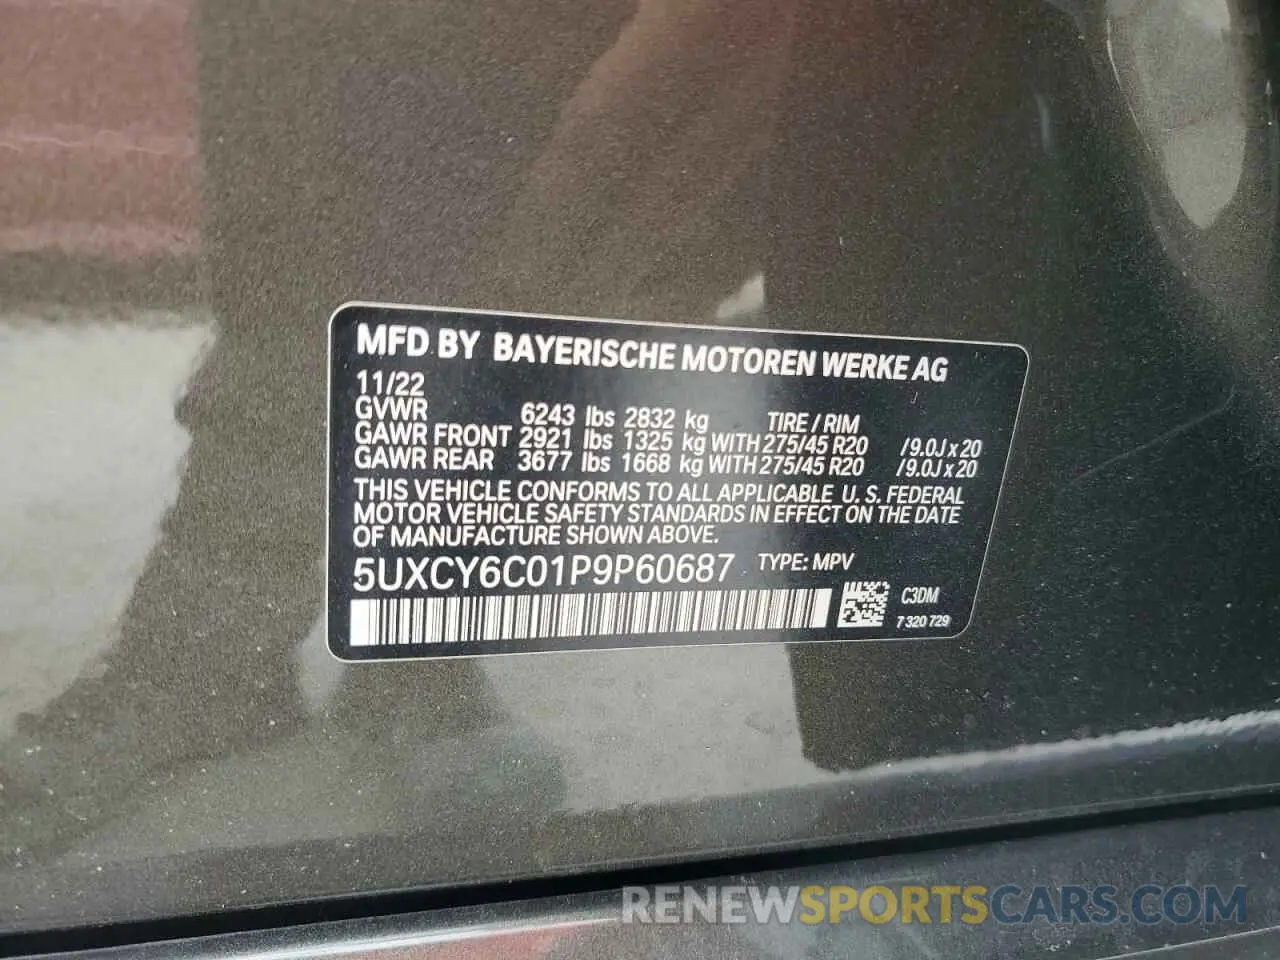 MFD BY BAYERISCHE MOTOREN WERKE AG
11/22
GVWR 6243 lbs 2832 kg TIRE / RIM
GAWR FRONT 2921 lbs 1325 kg WITH 275/45 R20 /9.0J x 20
GAWR REAR 3677 lbs 1668 kg WITH 275/45 R20 /9.0J x 20
THIS VEHICLE CONFORMS TO ALL APPLICABLE U. S. FEDERAL
MOTOR VEHICLE SAFETY STANDARDS IN EFFECT ON THE DATE
OF MANUFACTURE SHOWN ABOVE.
5UXCY6C01P9P60687 TYPE: MPV
C3DM
7 320 729
RENEWSPORTSCARS.COM